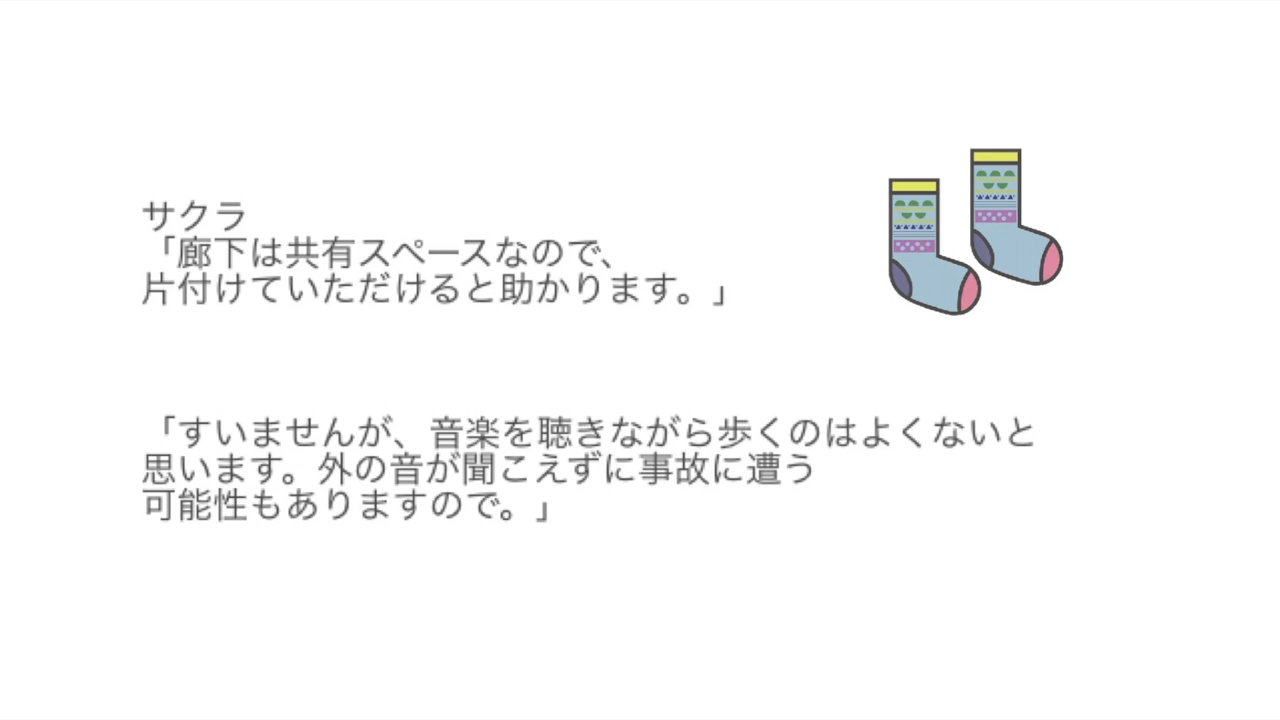 サクラ
「廊下は共有スペースなので、
片付けていただけると助かります。」
「すいませんが、音楽を聴きながら歩くのはよくないと
思います。外の音が聞こえずに事故に遭う
可能性もありますので。」